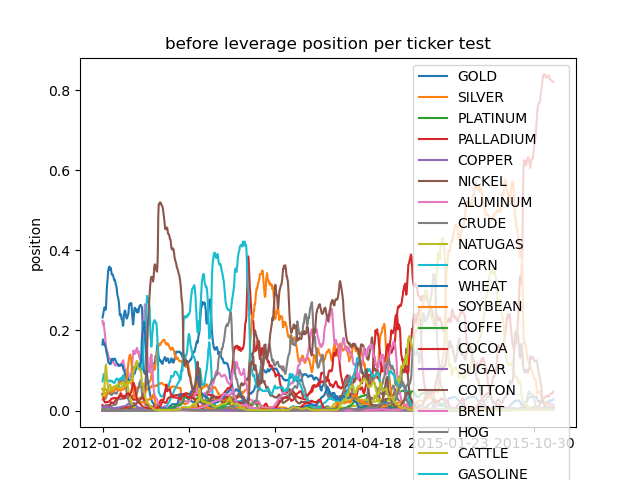 before leverage position per ticker test
position
0.8
0.6
0.4
0.2
0.0
2012-01-02 2012-10-08 2013-07-15 2014-04-18 2015-01-23 2015-10-30
GOLD
SILVER
PLATINUM
PALLADIUM
COPPER
NICKEL
ALUMINUM
CRUDE
NATUGAS
CORN
WHEAT
SOYBEAN
COFFE
COCOA
SUGAR
COTTON
BRENT
HOG
CATTLE
GASOLINE